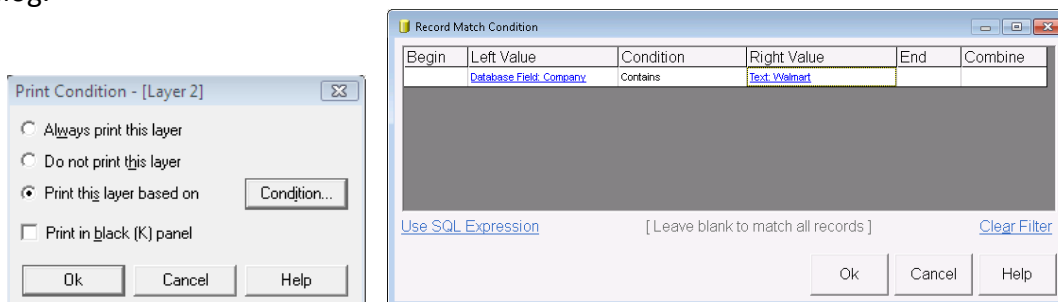 Print Condition - [Layer 2]
Always print this layer
Do not print this layer
Print this layer based on Condition...
Print in black (K) panel
Ok Cancel Help
Record Match Condition
Begin Left Value Condition Right Value End Combine
Database Field: Company Contains Text: Walmart
Use SQL Expression [ Leave blank to match all records ] Clear Filter
Ok Cancel Help